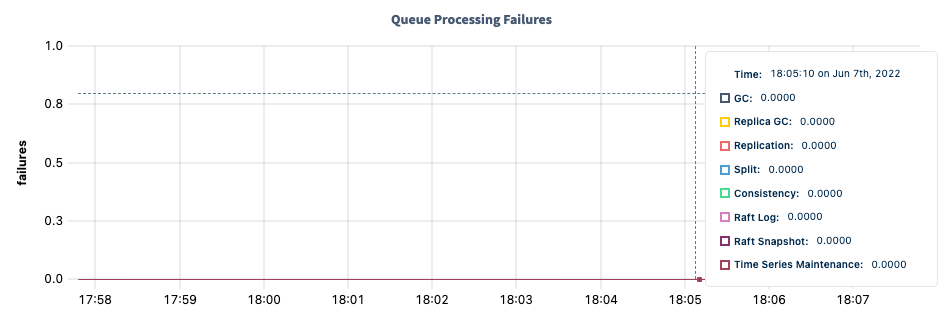 Queue Processing Failures
failures
1.0
0.8
0.5
0.3
0.0
17:58 17:59 18:00 18:01 18:02 18:03 18:04 18:05 18:06 18:07
Time: 18:05:10 on Jun 7th, 2022
GC: 0.0000
Replica GC: 0.0000
Replication: 0.0000
Split: 0.0000
Consistency: 0.0000
Raft Log: 0.0000
Raft Snapshot: 0.0000
Time Series Maintenance: 0.0000